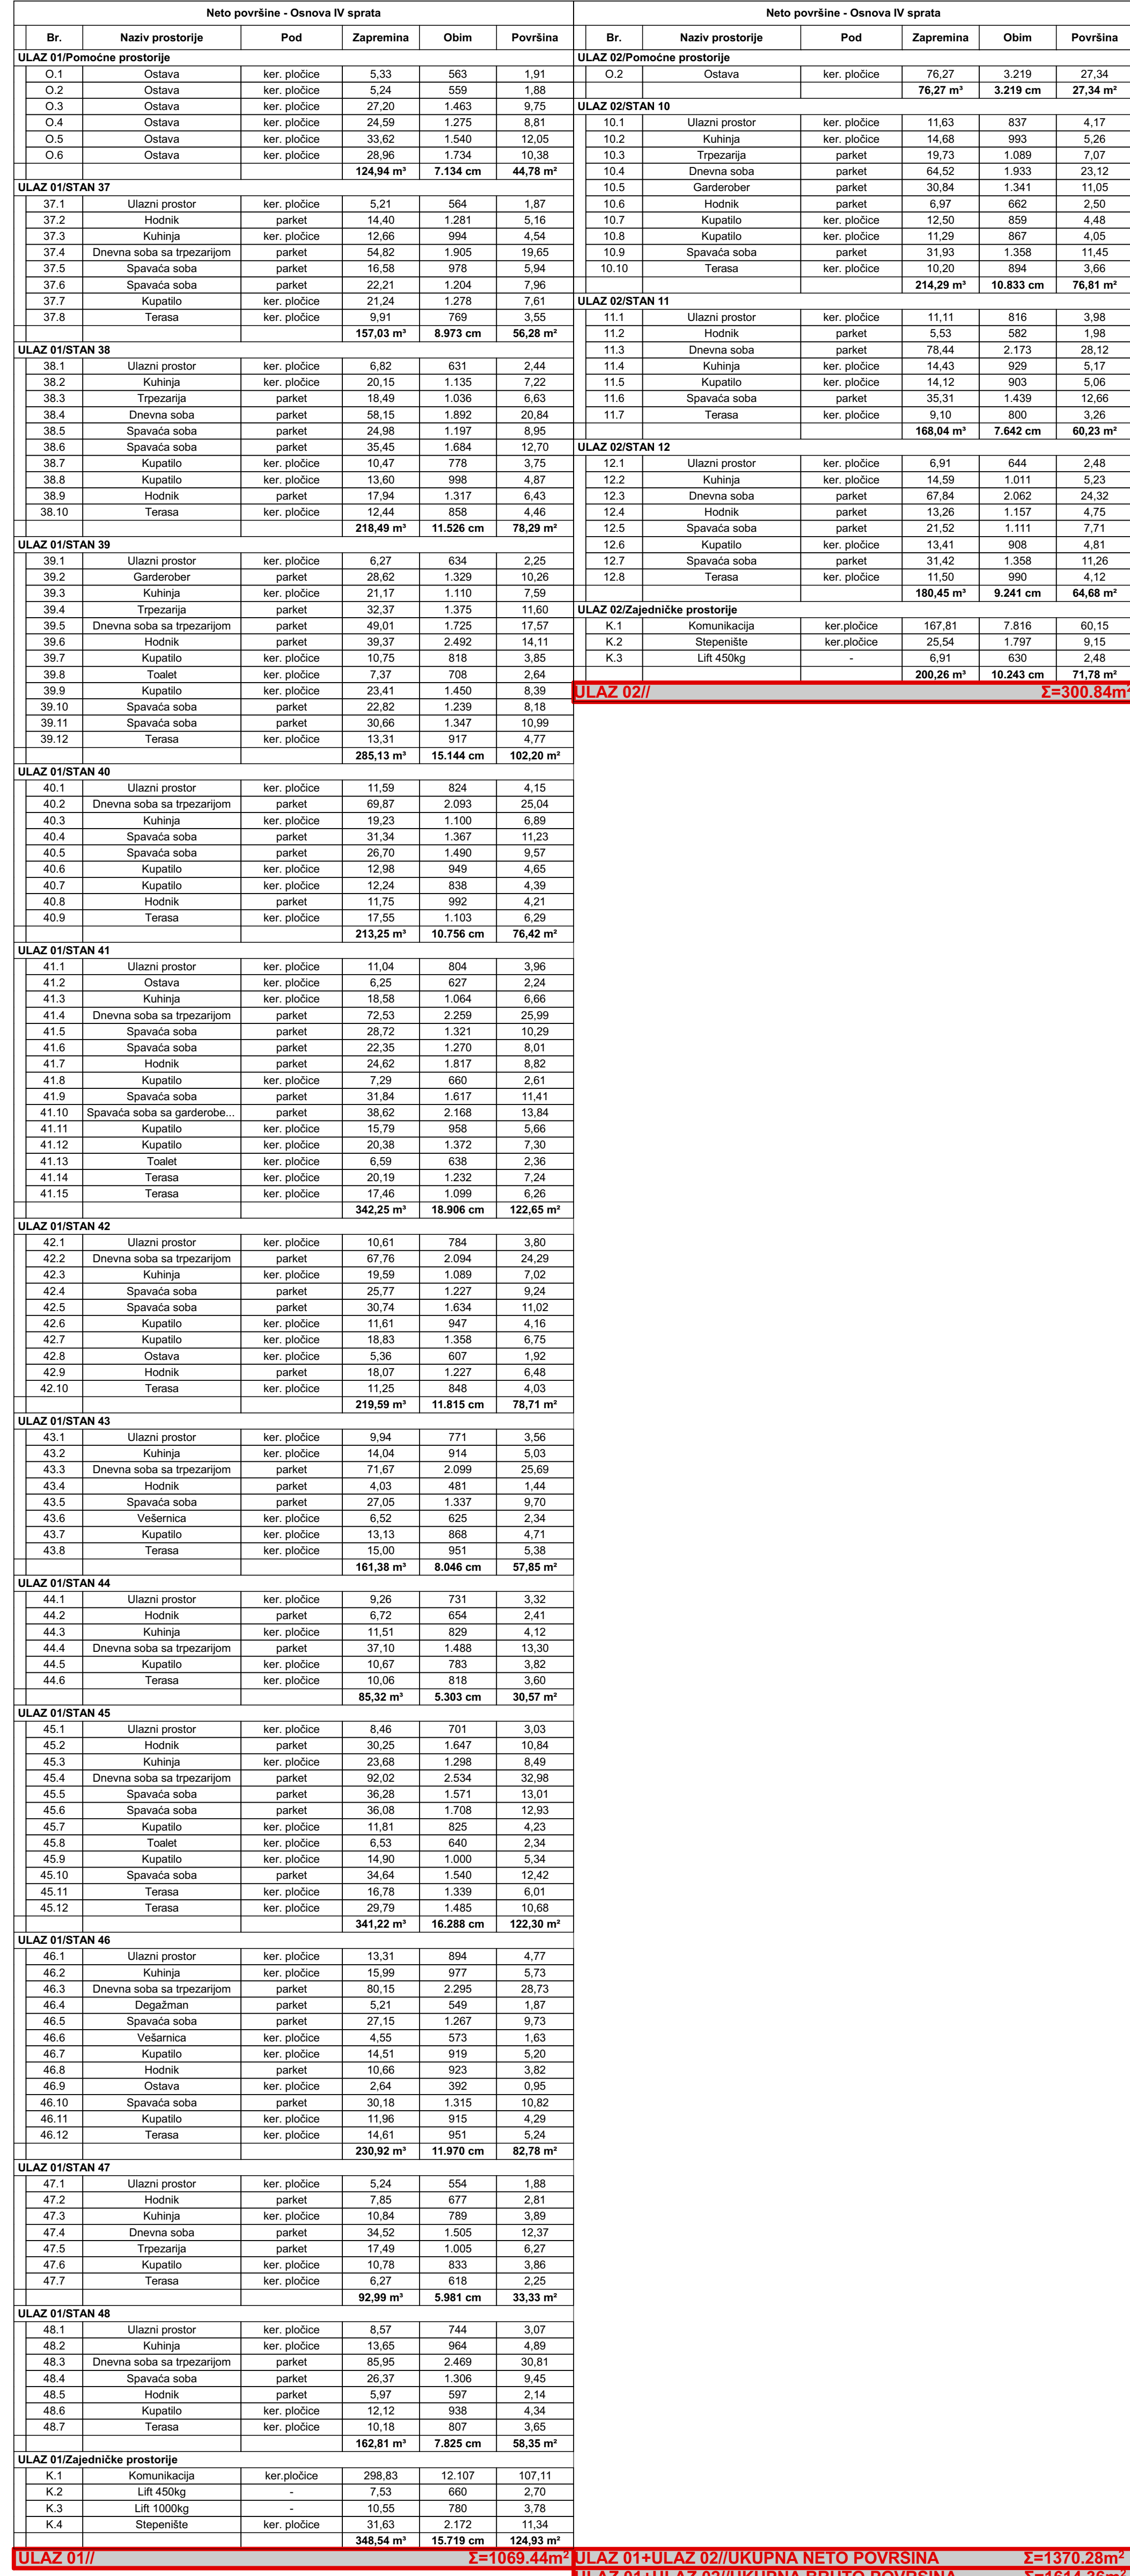 Neto površine - Osnova IV sprata
Br. Naziv prostorije Pod Zapremina Obim Površina
ULAZ 01/Pomoćne prostorije
O.1 Ostava ker. pločice 5,33 563 1,91
O.2 Ostava ker. pločice 5,24 559 1,88
O.3 Ostava ker. pločice 27,20 1.463 9,75
O.4 Ostava ker. pločice 24,59 1.275 8,81
O.5 Ostava ker. pločice 33,62 1.540 12,05
O.6 Ostava ker. pločice 28,96 1.734 10,38
124,94 m³ 7.134 cm 44,78 m²
ULAZ 01/STAN 37
37.1 Ulazni prostor ker. pločice 5,21 564 1,87
37.2 Hodnik parket 14,40 1.281 5,16
37.3 Kuhinja ker. pločice 12,66 994 4,54
37.4 Dnevna soba sa trpezarijom parket 54,82 1.905 19,65
37.5 Spavaća soba parket 16,58 978 5,94
37.6 Spavaća soba parket 22,21 1.204 7,96
37.7 Kupatilo ker. pločice 21,24 1.278 7,61
37.8 Terasa ker. pločice 9,91 769 3,55
157,03 m³ 8.973 cm 56,28 m²
ULAZ 01/STAN 38
38.1 Ulazni prostor ker. pločice 6,82 631 2,44
38.2 Kuhinja ker. pločice 20,15 1.135 7,22
38.3 Trpezarija parket 18,49 1.036 6,63
38.4 Dnevna soba parket 58,15 1.892 20,84
38.5 Spavaća soba parket 24,98 1.197 8,95
38.6 Spavaća soba parket 35,45 1.684 12,70
38.7 Kupatilo ker. pločice 10,47 778 3,75
38.8 Kupatilo ker. pločice 13,60 998 4,87
38.9 Hodnik parket 17,94 1.317 6,43
38.10 Terasa ker. pločice 12,44 858 4,46
218,49 m³ 11.526 cm 78,29 m²
ULAZ 01/STAN 39
39.1 Ulazni prostor ker. pločice 6,27 634 2,25
39.2 Garderober parket 28,62 1.329 10,26
39.3 Kuhinja ker. pločice 21,17 1.110 7,59
39.4 Trpezarija parket 32,37 1.375 11,60
39.5 Dnevna soba sa trpezarijom parket 49,01 1.725 17,57
39.6 Hodnik parket 39,37 2.492 14,11
39.7 Kupatilo ker. pločice 10,75 818 3,85
39.8 Toalet ker. pločice 7,37 708 2,64
39.9 Kupatilo ker. pločice 23,41 1.450 8,39
39.10 Spavaća soba parket 22,82 1.239 8,18
39.11 Spavaća soba parket 30,66 1.347 10,99
39.12 Terasa ker. pločice 13,31 917 4,77
285,13 m³ 15.144 cm 102,20 m²
ULAZ 01/STAN 40
40.1 Ulazni prostor ker. pločice 11,59 824 4,15
40.2 Dnevna soba sa trpezarijom parket 69,87 2.093 25,04
40.3 Kuhinja ker. pločice 19,23 1.100 6,89
40.4 Spavaća soba parket 31,34 1.367 11,23
40.5 Spavaća soba parket 26,70 1.490 9,57
40.6 Kupatilo ker. pločice 12,98 949 4,65
40.7 Kupatilo ker. pločice 12,24 838 4,39
40.8 Hodnik parket 11,75 992 4,21
40.9 Terasa ker. pločice 17,55 1.103 6,29
213,25 m³ 10.756 cm 76,42 m²
ULAZ 01/STAN 41
41.1 Ulazni prostor ker. pločice 11,04 804 3,96
41.2 Ostava ker. pločice 6,25 627 2,24
41.3 Kuhinja ker. pločice 18,58 1.064 6,66
41.4 Dnevna soba sa trpezarijom parket 72,53 2.259 25,99
41.5 Spavaća soba parket 28,72 1.321 10,29
41.6 Spavaća soba parket 22,35 1.270 8,01
41.7 Hodnik parket 24,62 1.817 8,82
41.8 Kupatilo ker. pločice 7,29 660 2,61
41.9 Spavaća soba parket 31,84 1.617 11,41
41.10 Spavaća soba sa garderobe... parket 38,62 2.168 13,84
41.11 Kupatilo ker. pločice 15,79 958 5,66
41.12 Kupatilo ker. pločice 20,38 1.372 7,30
41.13 Toalet ker. pločice 6,59 638 2,36
41.14 Terasa ker. pločice 20,19 1.232 7,24
41.15 Terasa ker. pločice 17,46 1.099 6,26
342,25 m³ 18.906 cm 122,65 m²
ULAZ 01/STAN 42
42.1 Ulazni prostor ker. pločice 10,61 784 3,80
42.2 Dnevna soba sa trpezarijom parket 67,76 2.094 24,29
42.3 Kuhinja ker. pločice 19,59 1.089 7,02
42.4 Spavaća soba parket 25,77 1.227 9,24
42.5 Spavaća soba parket 30,74 1.634 11,02
42.6 Kupatilo ker. pločice 11,61 947 4,16
42.7 Kupatilo ker. pločice 18,83 1.358 6,75
42.8 Ostava ker. pločice 5,36 607 1,92
42.9 Hodnik parket 18,07 1.227 6,48
42.10 Terasa ker. pločice 11,25 848 4,03
219,59 m³ 11.815 cm 78,71 m²
ULAZ 01/STAN 43
43.1 Ulazni prostor ker. pločice 9,94 771 3,56
43.2 Kuhinja ker. pločice 14,04 914 5,03
43.3 Dnevna soba sa trpezarijom parket 71,67 2.099 25,69
43.4 Hodnik parket 4,03 481 1,44
43.5 Spavaća soba parket 27,05 1.337 9,70
43.6 Vešernica ker. pločice 6,52 625 2,34
43.7 Kupatilo ker. pločice 13,13 868 4,71
43.8 Terasa ker. pločice 15,00 951 5,38
161,38 m³ 8.046 cm 57,85 m²
ULAZ 01/STAN 44
44.1 Ulazni prostor ker. pločice 9,26 731 3,32
44.2 Hodnik parket 6,72 654 2,41
44.3 Kuhinja ker. pločice 11,51 829 4,12
44.4 Dnevna soba sa trpezarijom parket 37,10 1.488 13,30
44.5 Kupatilo ker. pločice 10,67 783 3,82
44.6 Terasa ker. pločice 10,06 818 3,60
85,32 m³ 5.303 cm 30,57 m²
ULAZ 01/STAN 45
45.1 Ulazni prostor ker. pločice 8,46 701 3,03
45.2 Hodnik parket 30,25 1.647 10,84
45.3 Kuhinja ker. pločice 23,68 1.298 8,49
45.4 Dnevna soba sa trpezarijom parket 92,02 2.534 32,98
45.5 Spavaća soba parket 36,28 1.571 13,01
45.6 Spavaća soba parket 36,08 1.708 12,93
45.7 Kupatilo ker. pločice 11,81 825 4,23
45.8 Toalet ker. pločice 6,53 640 2,34
45.9 Kupatilo ker. pločice 14,90 1.000 5,34
45.10 Spavaća soba parket 34,64 1.540 12,42
45.11 Terasa ker. pločice 16,78 1.339 6,01
45.12 Terasa ker. pločice 29,79 1.485 10,68
341,22 m³ 16.288 cm 122,30 m²
ULAZ 01/STAN 46
46.1 Ulazni prostor ker. pločice 13,31 894 4,77
46.2 Kuhinja ker. pločice 15,99 977 5,73
46.3 Dnevna soba sa trpezarijom parket 80,15 2.295 28,73
46.4 Degažman parket 5,21 549 1,87
46.5 Spavaća soba parket 27,15 1.267 9,73
46.6 Vešarnica ker. pločice 4,55 573 1,63
46.7 Kupatilo ker. pločice 14,51 919 5,20
46.8 Hodnik parket 10,66 923 3,82
46.9 Ostava ker. pločice 2,64 392 0,95
46.10 Spavaća soba parket 30,18 1.315 10,82
46.11 Kupatilo ker. pločice 11,96 915 4,29
46.12 Terasa ker. pločice 14,61 951 5,24
230,92 m³ 11.970 cm 82,78 m²
ULAZ 01/STAN 47
47.1 Ulazni prostor ker. pločice 5,24 554 1,88
47.2 Hodnik parket 7,85 677 2,81
47.3 Kuhinja ker. pločice 10,84 789 3,89
47.4 Dnevna soba parket 34,52 1.505 12,37
47.5 Trpezarija parket 17,49 1.005 6,27
47.6 Kupatilo ker. pločice 10,78 833 3,86
47.7 Terasa ker. pločice 6,27 618 2,25
92,99 m³ 5.981 cm 33,33 m²
ULAZ 01/STAN 48
48.1 Ulazni prostor ker. pločice 8,57 744 3,07
48.2 Kuhinja ker. pločice 13,65 964 4,89
48.3 Dnevna soba sa trpezarijom parket 85,95 2.469 30,81
48.4 Spavaća soba parket 26,37 1.306 9,45
48.5 Hodnik parket 5,97 597 2,14
48.6 Kupatilo ker. pločice 12,12 938 4,34
48.7 Terasa ker. pločice 10,18 807 3,65
162,81 m³ 7.825 cm 58,35 m²
ULAZ 01/Zajedničke prostorije
K.1 Komunikacija ker.pločice 298,83 12.107 107,11
K.2 Lift 450kg - 7,53 660 2,70
K.3 Lift 1000kg - 10,55 780 3,78
K.4 Stepenište ker. pločice 31,63 2.172 11,34
348,54 m³ 15.719 cm 124,93 m²
ULAZ 01// Σ=1069.44m²
Neto površine - Osnova IV sprata
Br. Naziv prostorije Pod Zapremina Obim Površina
ULAZ 02/Pomoćne prostorije
O.2 Ostava ker. pločice 76,27 3.219 27,34
76,27 m³ 3.219 cm 27,34 m²
ULAZ 02/STAN 10
10.1 Ulazni prostor ker. pločice 11,63 837 4,17
10.2 Kuhinja ker. pločice 14,68 993 5,26
10.3 Trpezarija parket 19,73 1.089 7,07
10.4 Dnevna soba parket 64,52 1.933 23,12
10.5 Garderober parket 30,84 1.341 11,05
10.6 Hodnik parket 6,97 662 2,50
10.7 Kupatilo ker. pločice 12,50 859 4,48
10.8 Kupatilo ker. pločice 11,29 867 4,05
10.9 Spavaća soba parket 31,93 1.358 11,45
10.10 Terasa ker. pločice 10,20 894 3,66
214,29 m³ 10.833 cm 76,81 m²
ULAZ 02/STAN 11
11.1 Ulazni prostor ker. pločice 11,11 816 3,98
11.2 Hodnik parket 5,53 582 1,98
11.3 Dnevna soba parket 78,44 2.173 28,12
11.4 Kuhinja ker. pločice 14,43 929 5,17
11.5 Kupatilo ker. pločice 14,12 903 5,06
11.6 Spavaća soba parket 35,31 1.439 12,66
11.7 Terasa ker. pločice 9,10 800 3,26
168,04 m³ 7.642 cm 60,23 m²
ULAZ 02/STAN 12
12.1 Ulazni prostor ker. pločice 6,91 644 2,48
12.2 Kuhinja ker. pločice 14,59 1.011 5,23
12.3 Dnevna soba parket 67,84 2.062 24,32
12.4 Hodnik parket 13,26 1.157 4,75
12.5 Spavaća soba parket 21,52 1.111 7,71
12.6 Kupatilo ker. pločice 13,41 908 4,81
12.7 Spavaća soba parket 31,42 1.358 11,26
12.8 Terasa ker. pločice 11,50 990 4,12
180,45 m³ 9.241 cm 64,68 m²
ULAZ 02/Zajedničke prostorije
K.1 Komunikacija ker.pločice 167,81 7.816 60,15
K.2 Stepenište ker.pločice 25,54 1.797 9,15
K.3 Lift 450kg - 6,91 630 2,48
200,26 m³ 10.243 cm 71,78 m²
ULAZ 02// Σ=300.84m²
ULAZ 01+ULAZ 02//UKUPNA NETO POVRSINA Σ=1370.28m²
ULAZ 01+ULAZ 02//UKUPNA BRUTO POVRSINA Σ=1614.36m²